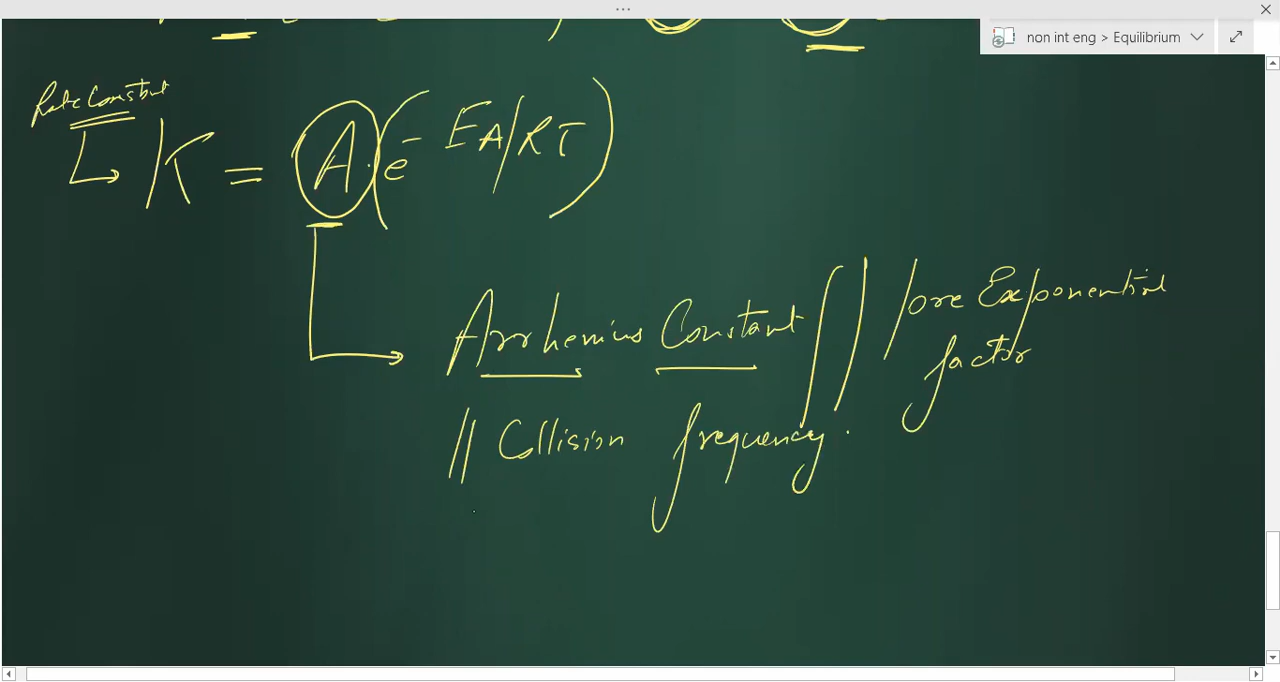 non int eng > Equilibrium
Rate Constant
K = A.(e^-EA/RT)
Arrhenius Constant // pre Exponential
factor
// Collision frequency.